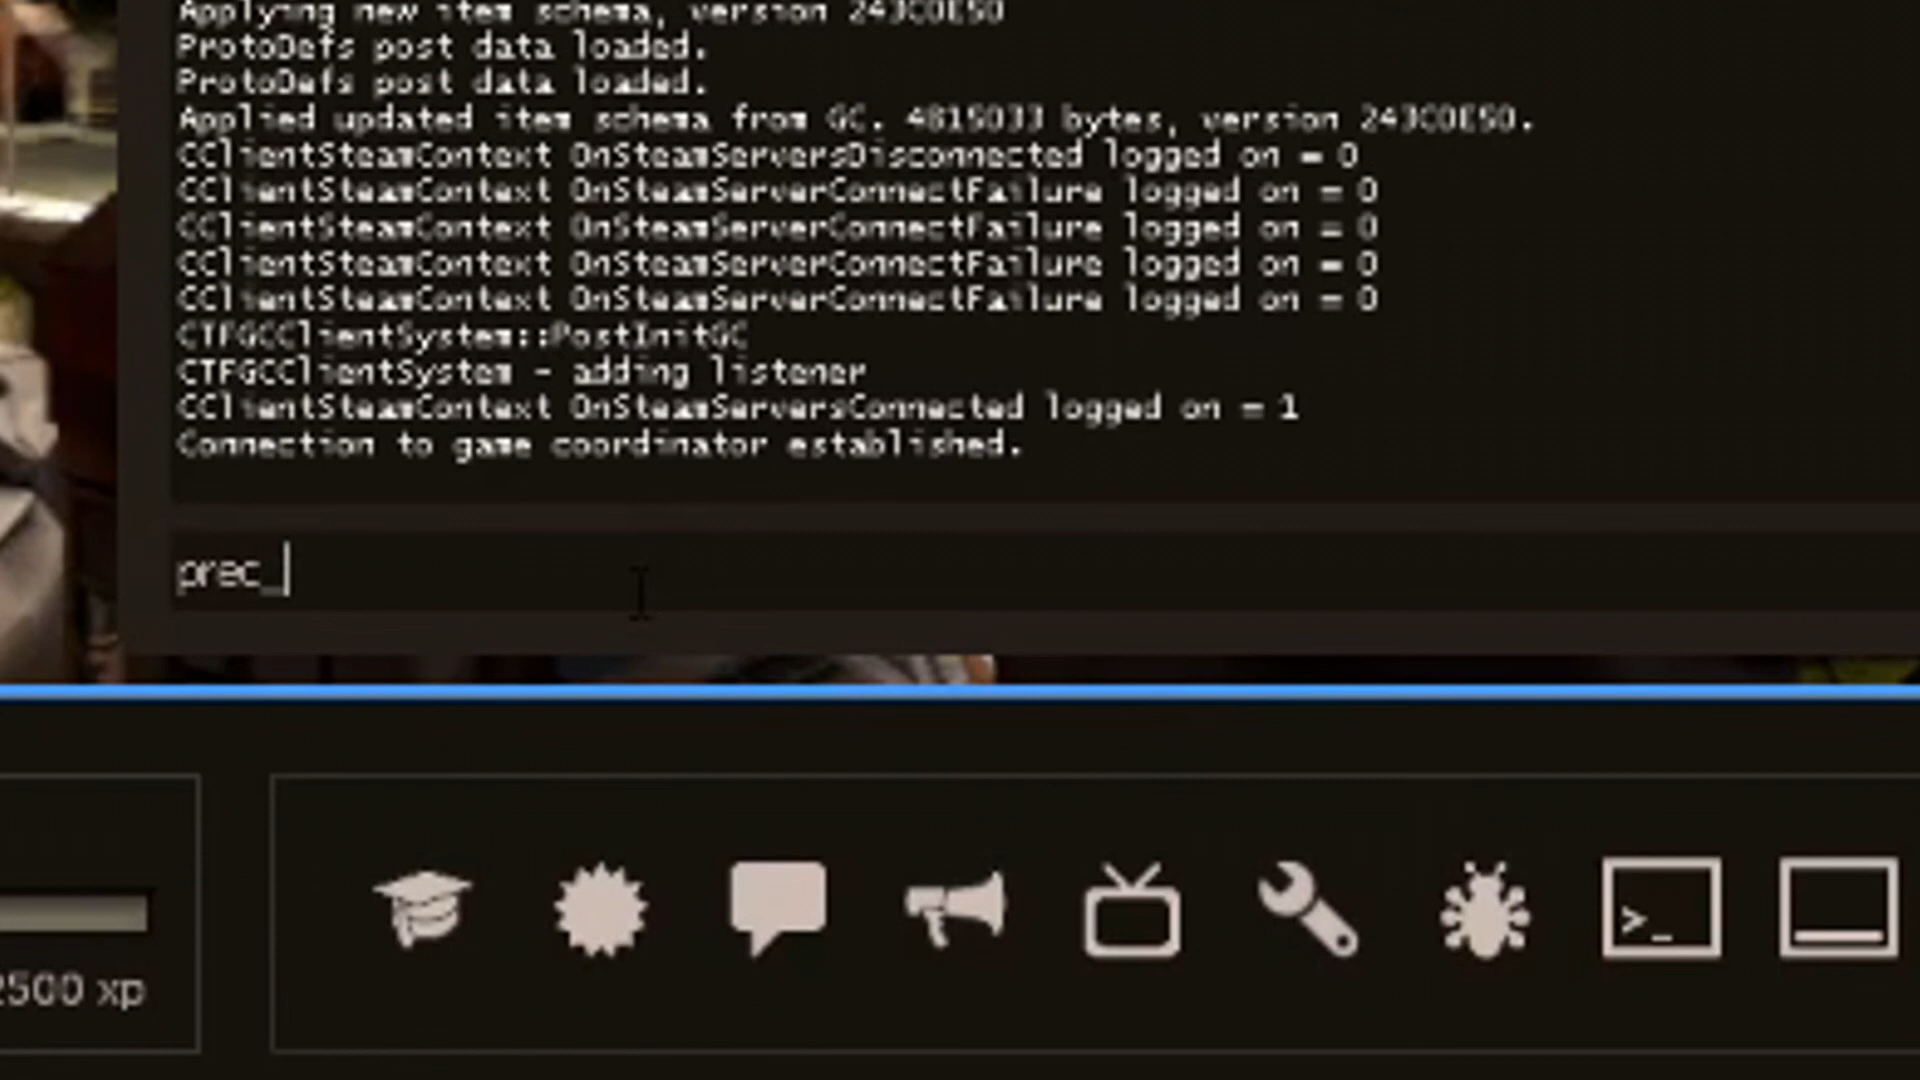 Applying new item schema, version 243C0E50
ProtoDefs post data loaded.
ProtoDefs post data loaded.
Applied updated item schema from GC. 4815033 bytes, version 243C0E50.
CClientSteamContext OnSteamServersDisconnected logged on = 0
CClientSteamContext OnSteamServerConnectFailure logged on = 0
CClientSteamContext OnSteamServerConnectFailure logged on = 0
CClientSteamContext OnSteamServerConnectFailure logged on = 0
CClientSteamContext OnSteamServerConnectFailure logged on = 0
CTFGCClientSystem::PostInitGC
CTFGCClientSystem - adding listener
CClientSteamContext OnSteamServersConnected logged on = 1
Connection to game coordinator established.
prec_
2500 xp
>_